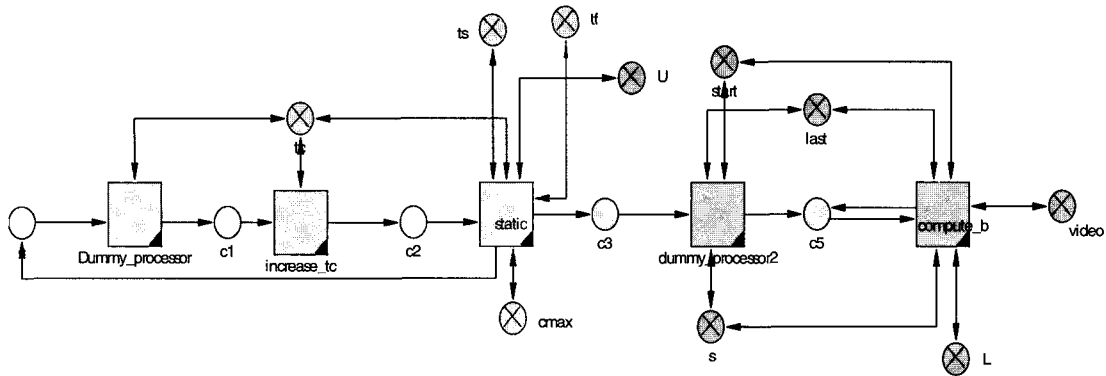 ts
tf
U
start
last
tc
static
compute_b
video
c1
c2
c3
c5
Dummy_processor
increase_tc
dummy_processor2
cmax
s
L